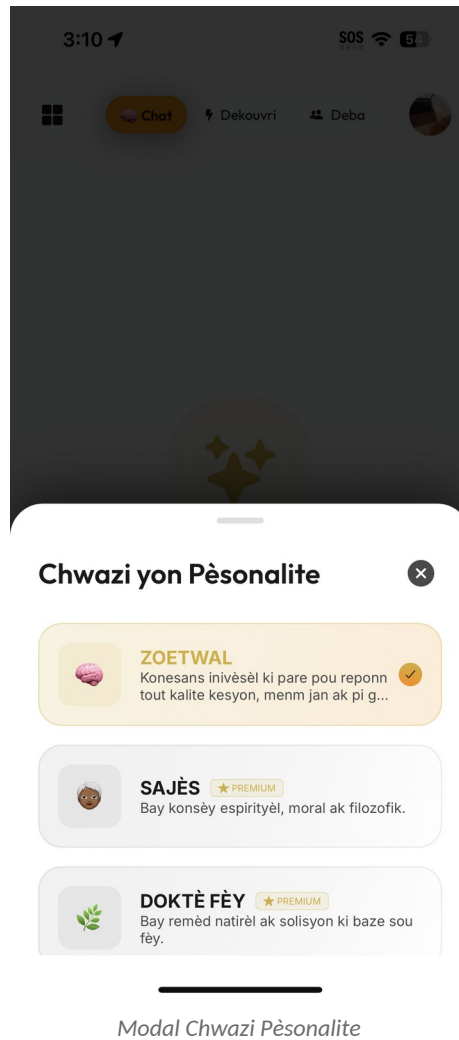 3:10
SOS
54
Chat
Dekouvri
Deba
Chwazi yon Pèsonalite
ZOETWAL
Konesans inivèsèl ki pare pou reponn
tout kalite kesyon, menm jan ak pi g...
SAJÈS
PREMIUM
Bay konsèy espirityèl, moral ak filozofik.
DOKTÈ FÈY
PREMIUM
Bay remèd natirèl ak solisyon ki baze sou
fèy.
Modal Chwazi Pèsonalite